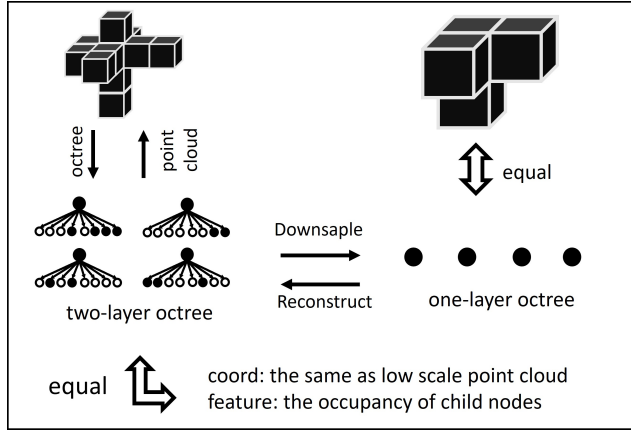 octree
point
cloud
equal
Downsaple
Reconstruct
two-layer octree
one-layer octree
equal
coord: the same as low scale point cloud
feature: the occupancy of child nodes